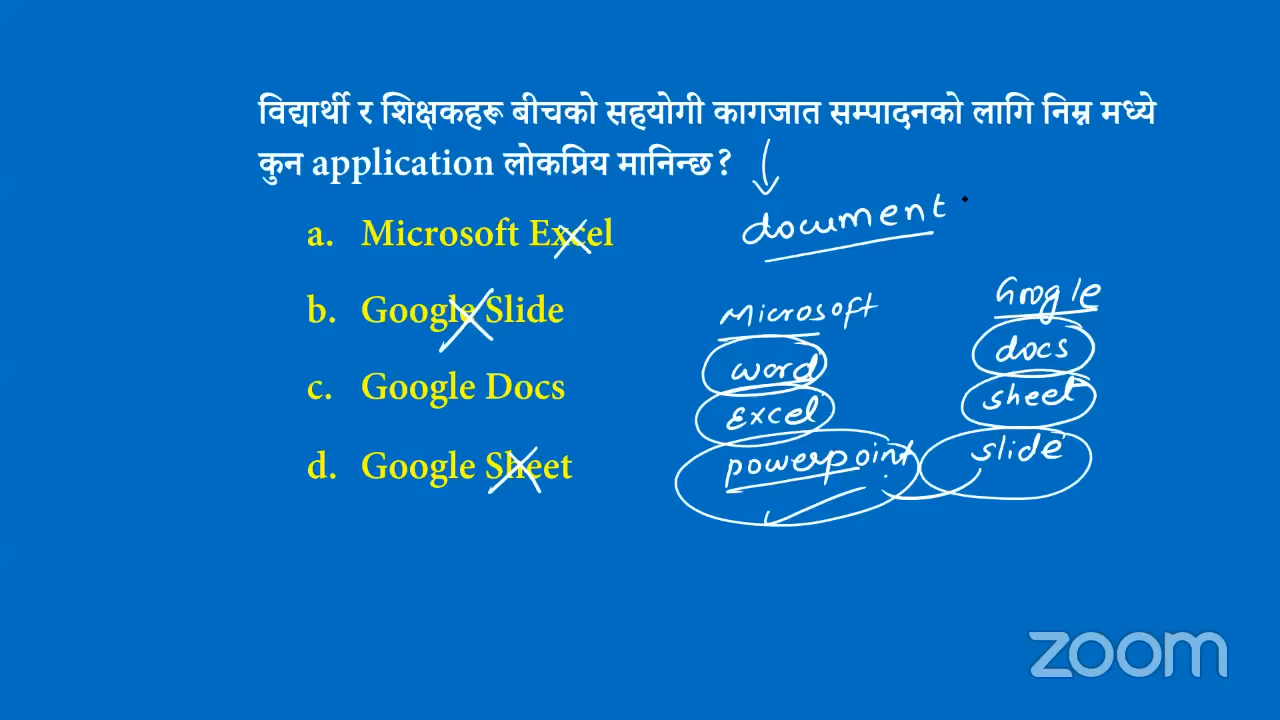 विद्यार्थी र शिक्षकहरू बीचको सहयोगी कागजात सम्पादनको लागि निम्न मध्ये
कुन application लोकप्रिय मानिन्छ?
a. Microsoft Excel
b. Google Slide
c. Google Docs
d. Google Sheet
document
Microsoft
word
Excel
powerpoint
Google
docs
sheet
slide
zoom